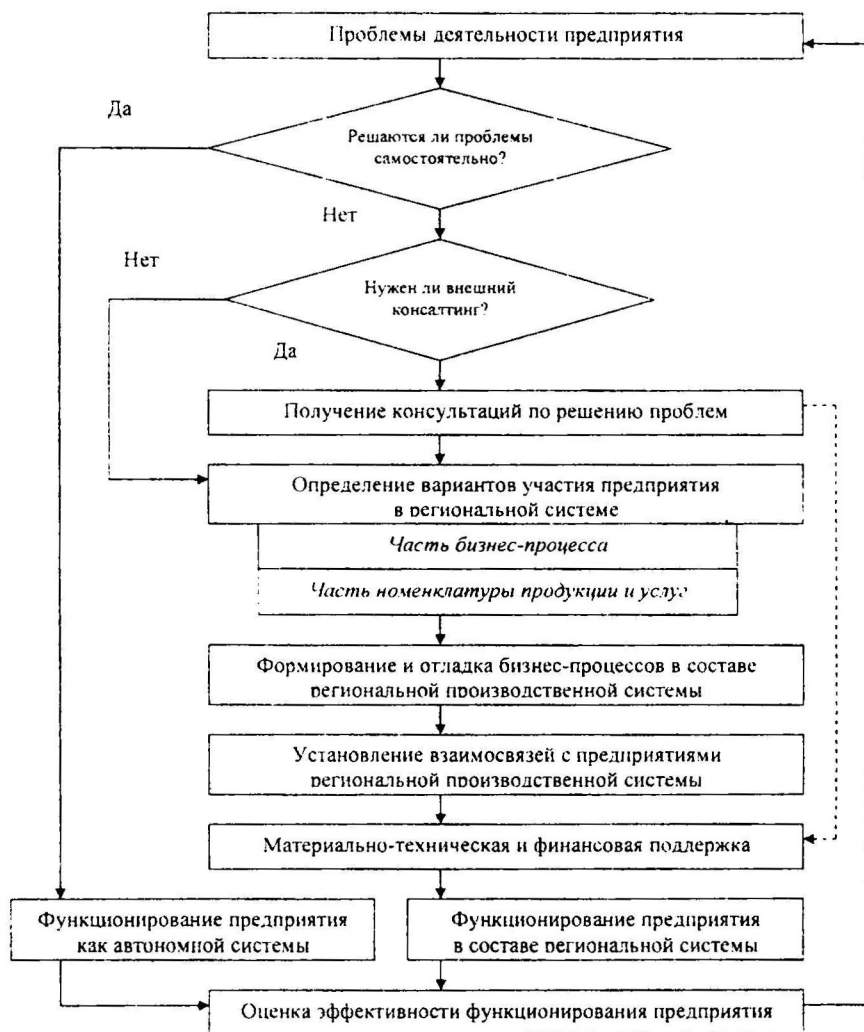 Проблемы деятельности предприятия
Да
Решаются ли проблемы
самостоятельно?
Нет
Нет
Нужен ли внешний
консалтинг?
Да
Получение консультаций по решению проблем
Определение вариантов участия предприятия
в региональной системе
Часть бизнес-процесса
Часть номенклатуры продукции и услуг
Формирование и отладка бизнес-процессов в составе
региональной производственной системы
Установление взаимосвязей с предприятиями
региональной производственной системы
Материально-техническая и финансовая поддержка
Функционирование предприятия
как автономной системы
Функционирование предприятия
в составе региональной системы
Оценка эффективности функционирования предприятия